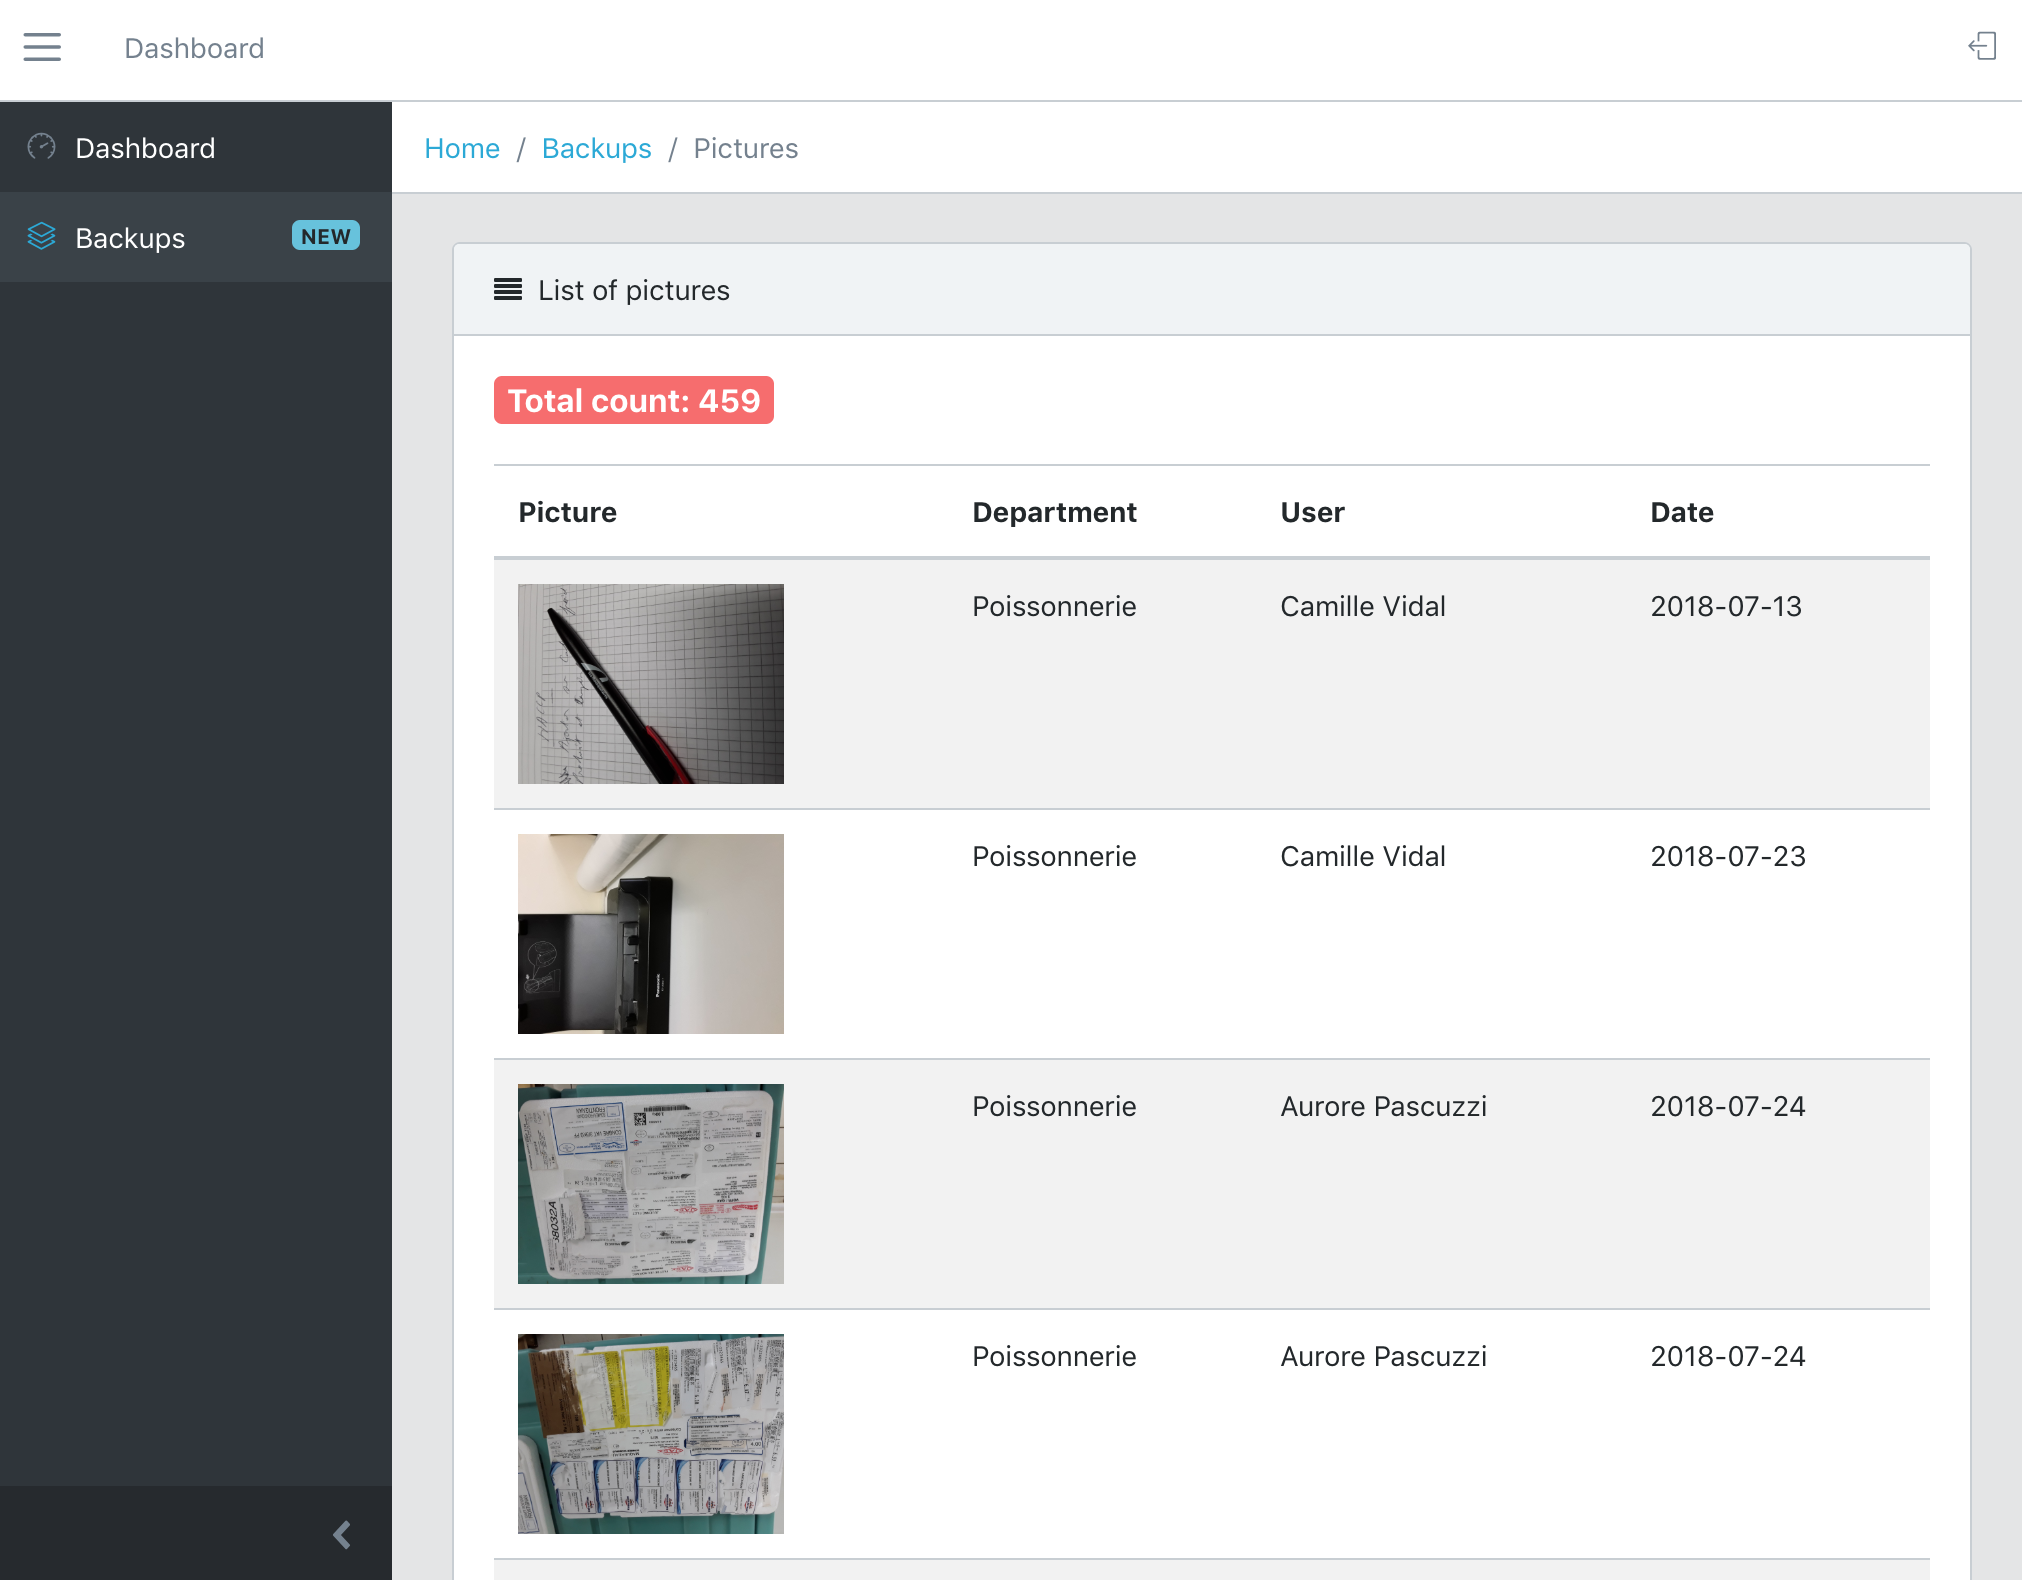 Dashboard
Dashboard
Backups NEW
Home / Backups / Pictures
List of pictures
Total count: 459
Picture Department User Date
Poissonnerie Camille Vidal 2018-07-13
Poissonnerie Camille Vidal 2018-07-23
Panasonic
Poissonnerie Aurore Pascuzzi 2018-07-24
Poissonnerie Aurore Pascuzzi 2018-07-24